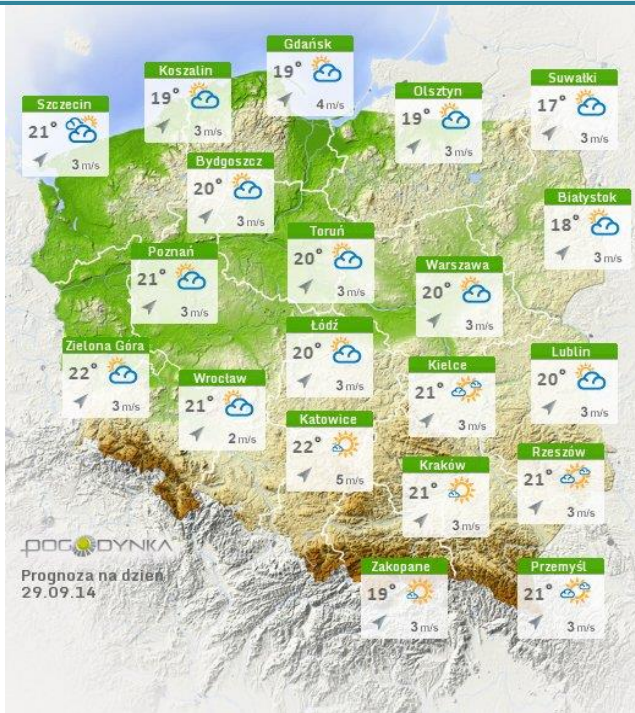 Gdańsk
19°
4 m/s
Koszalin
19°
3 m/s
Szczecin
21°
3 m/s
Olsztyn
19°
3 m/s
Suwałki
17°
3 m/s
Bydgoszcz
20°
3 m/s
Białystok
18°
3 m/s
Toruń
20°
3 m/s
Poznań
21°
3 m/s
Warszawa
20°
3 m/s
Łódź
20°
3 m/s
Zielona Góra
22°
3 m/s
Wrocław
21°
2 m/s
Kielce
21°
3 m/s
Lublin
20°
3 m/s
Katowice
22°
5 m/s
Kraków
21°
3 m/s
Rzeszów
21°
3 m/s
POGODYNKA
Prognoza na dzień
29.09.14
Zakopane
19°
3 m/s
Przemyśl
21°
3 m/s